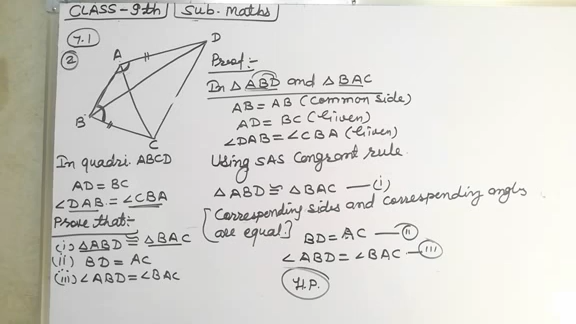 CLASS-9th Sub. Maths
7.1
②
A
D
B
C
In quadri. ABCD
AD = BC
∠DAB = ∠CBA
Prove that:-
(i) △ABD ≅ △BAC
(ii) BD = AC
(iii) ∠ABD = ∠BAC
Proof:-
In △ABD and △BAC
AB = AB (Common side)
AD = BC (Given)
∠DAB = ∠CBA (Given)
Using SAS Congruant rule.
△ABD ≅ △BAC —(i)
[Corresponding sides and corresponding angles
are equal.]
BD = AC —(ii)
∠ABD = ∠BAC —(iii)
H.P.